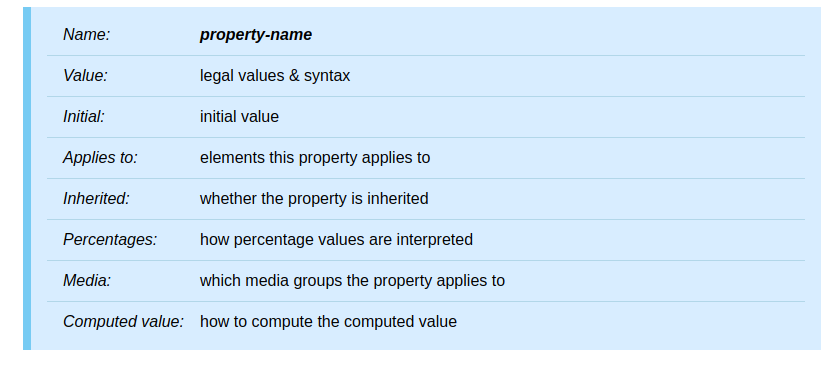 Name: property-name
Value: legal values & syntax
Initial: initial value
Applies to: elements this property applies to
Inherited: whether the property is inherited
Percentages: how percentage values are interpreted
Media: which media groups the property applies to
Computed value: how to compute the computed value